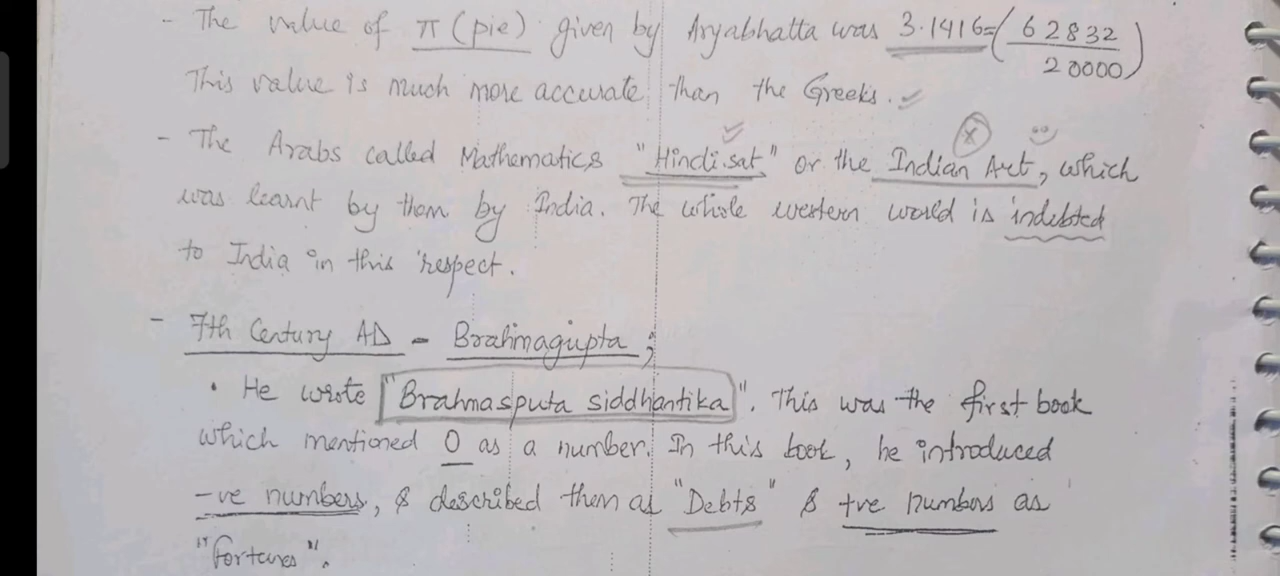 - The value of π (pie) given by Aryabhatta was 3.1416=(62832/20000)
This value is much more accurate than the Greeks.
- The Arabs called Mathematics "Hindisat" or the Indian Art, which
was learnt by them by India. The whole western world is indebted
to India in this respect.
- 7th Century AD - Brahmagupta;
• He wrote "Brahmasputa siddhantika". This was the first book
which mentioned 0 as a number. In this book, he introduced
-ve numbers, & described them as "Debts" & +ve numbers as
"fortunes".